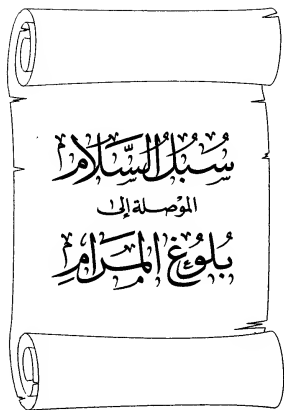 سُبُلُ السَّلَامِ
الموصلة إلى
بُلُوغِ المَرَامِ